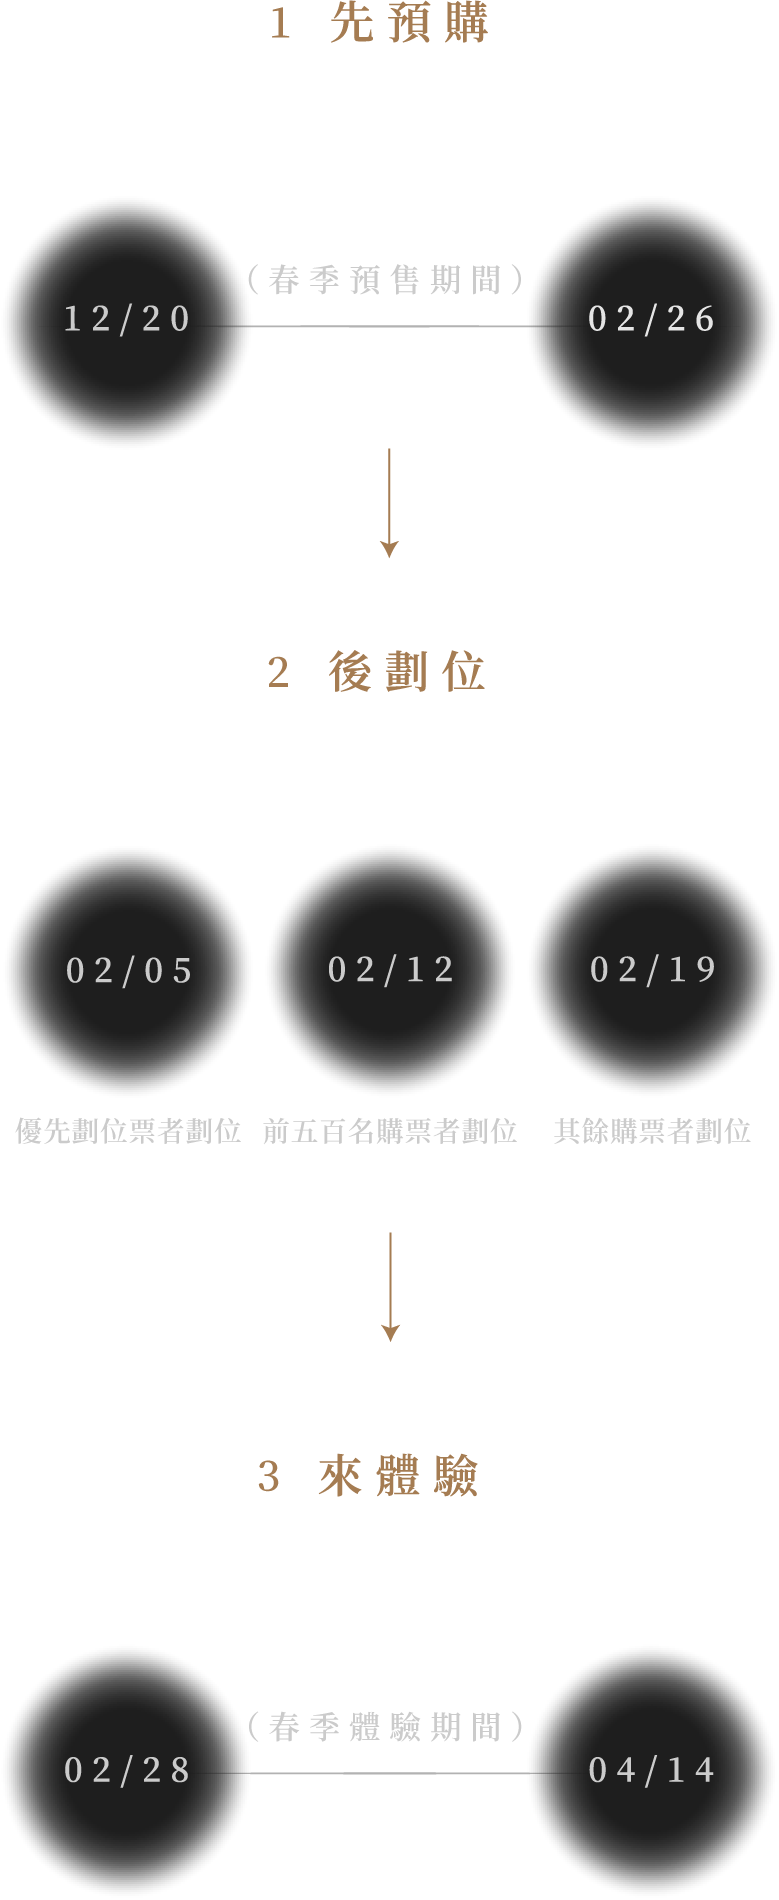 1 先預購
（春季預售期間）
12/20
02/26
2 後劃位
02/05
02/12
02/19
優先劃位票者劃位
前五百名購票者劃位
其餘購票者劃位
3 來體驗
（春季體驗期間）
02/28
04/14